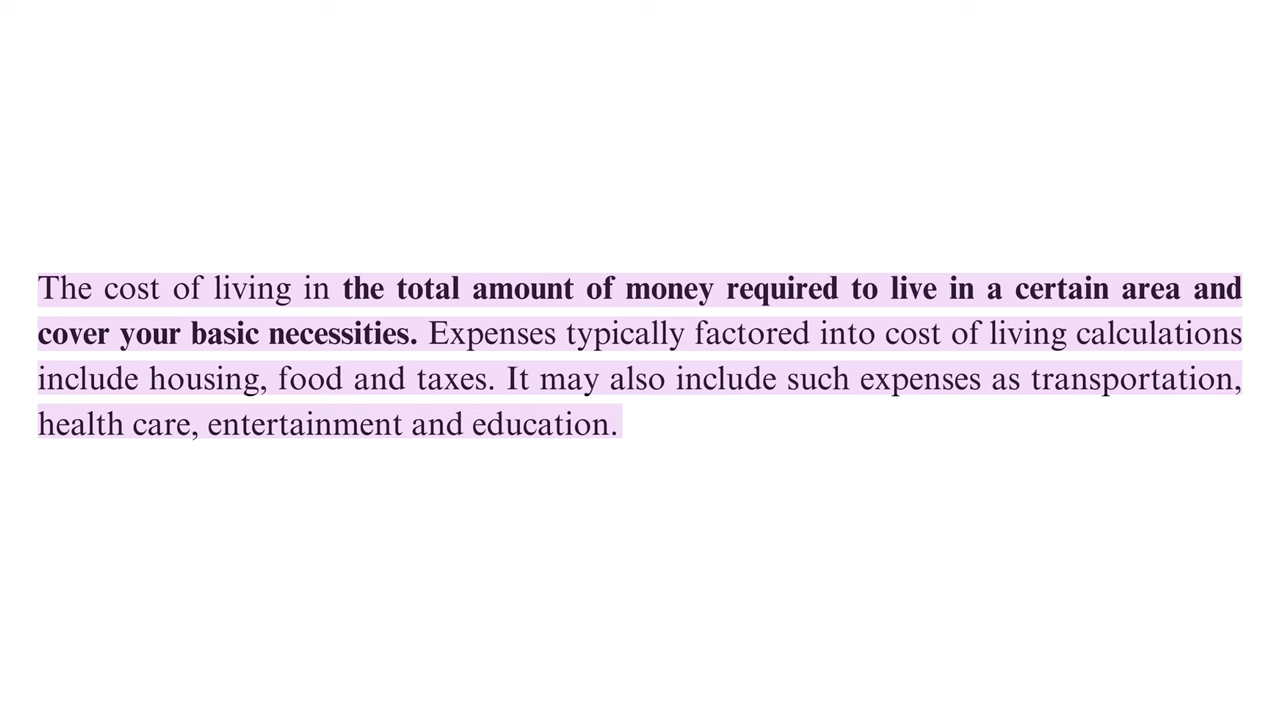 The cost of living in the total amount of money required to live in a certain area and
cover your basic necessities. Expenses typically factored into cost of living calculations
include housing, food and taxes. It may also include such expenses as transportation,
health care, entertainment and education.